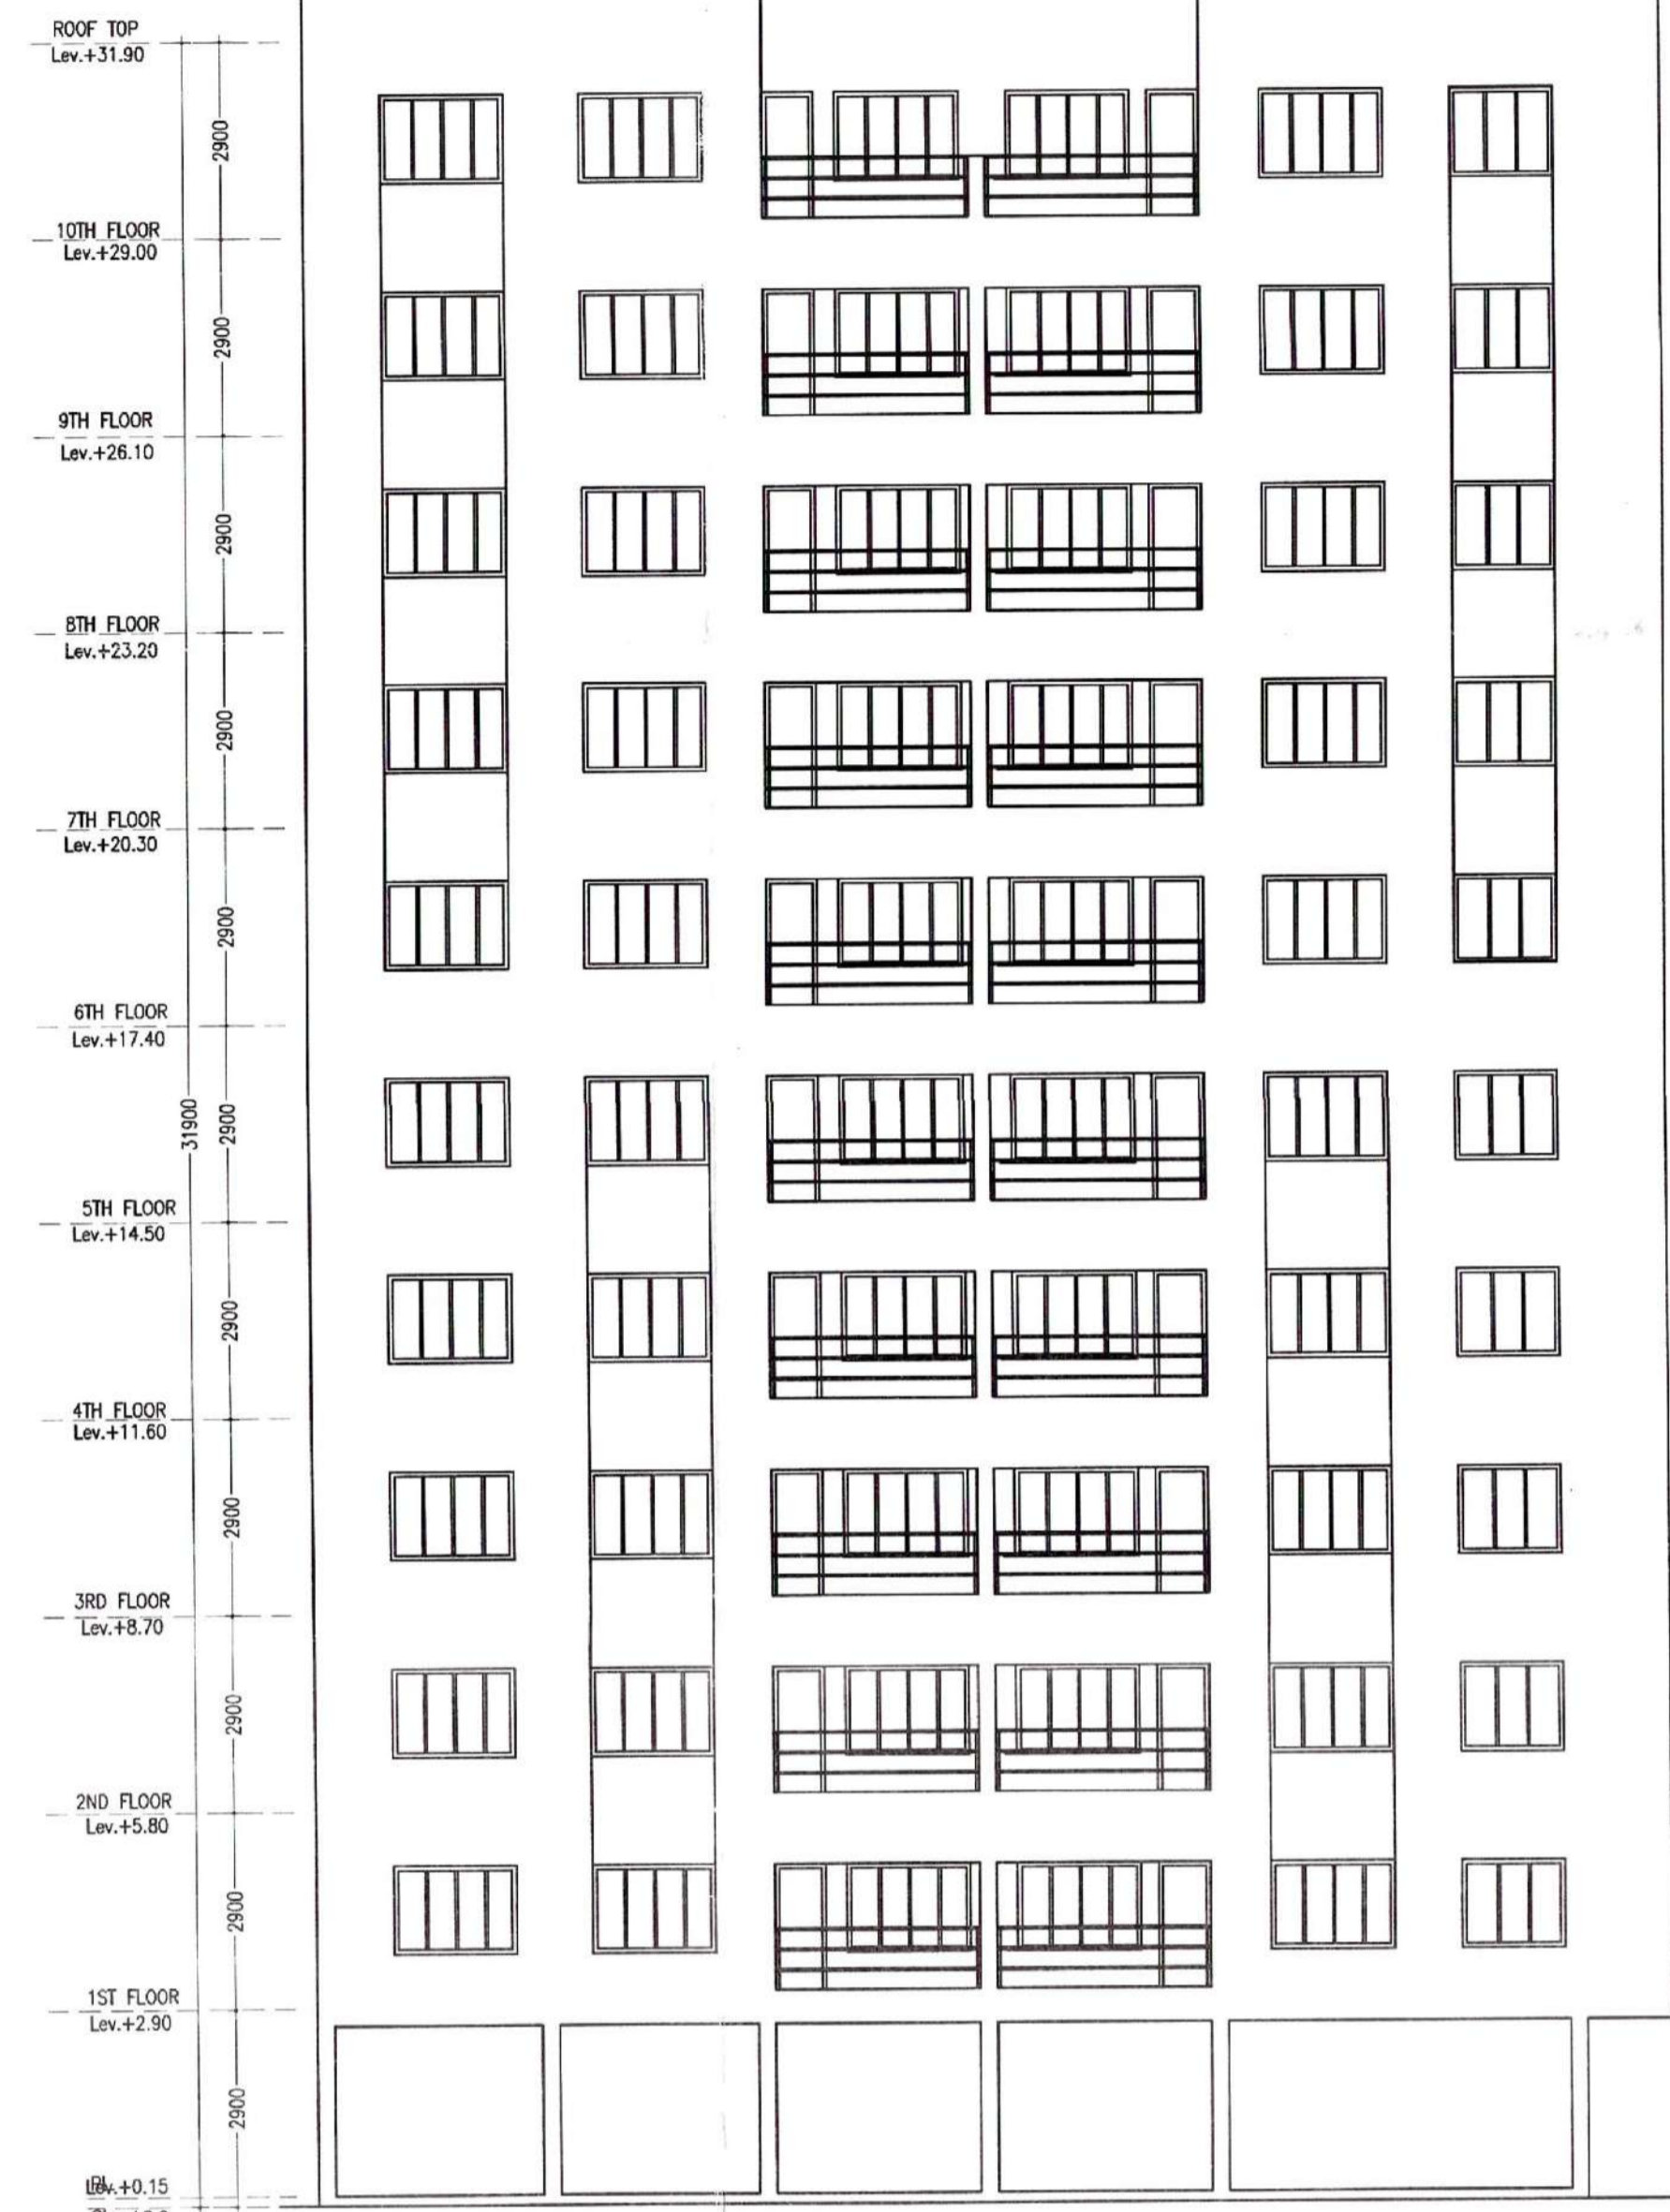 ROOF TOP
Lev.+31.90
2900
10TH FLOOR
Lev.+29.00
2900
9TH FLOOR
Lev.+26.10
2900
8TH FLOOR
Lev.+23.20
2900
7TH FLOOR
Lev.+20.30
2900
6TH FLOOR
Lev.+17.40
31900
2900
5TH FLOOR
Lev.+14.50
2900
4TH FLOOR
Lev.+11.60
2900
3RD FLOOR
Lev.+8.70
2900
2ND FLOOR
Lev.+5.80
2900
1ST FLOOR
Lev.+2.90
2900
+0.15